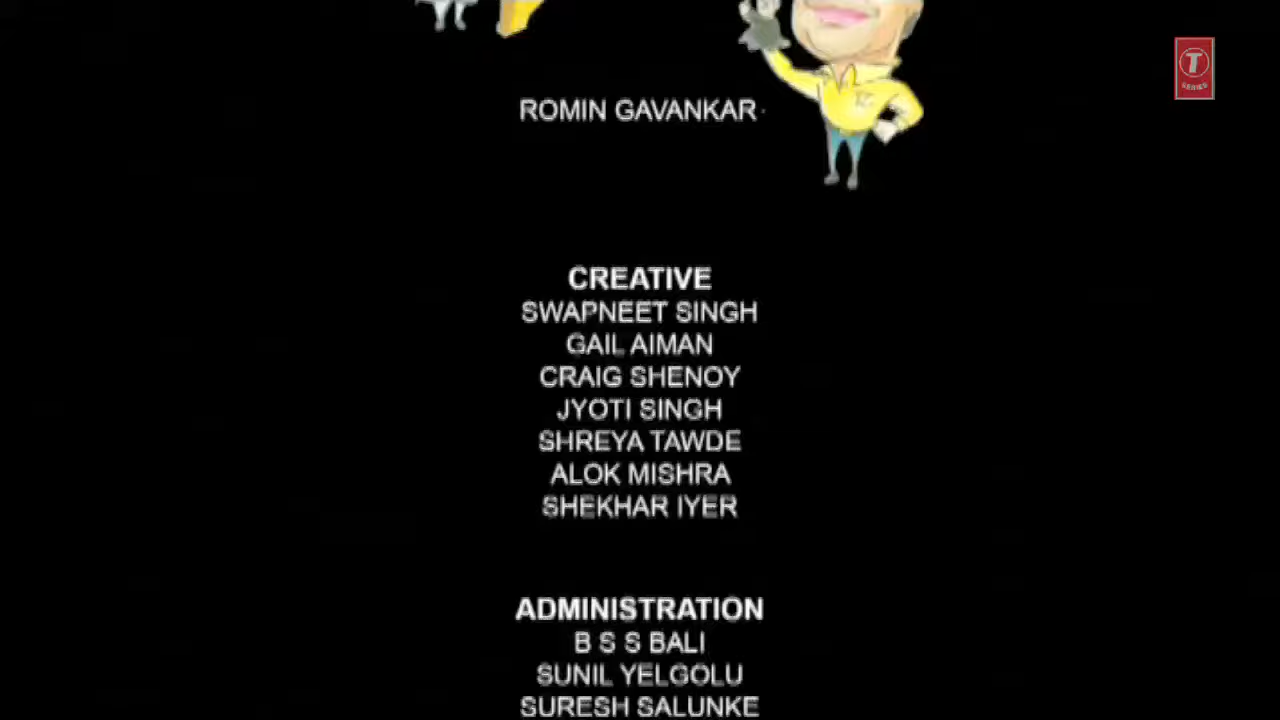 T
SERIES
ROMIN GAVANKAR
CREATIVE
SWAPNEET SINGH
GAIL AIMAN
CRAIG SHENOY
JYOTI SINGH
SHREYA TAWDE
ALOK MISHRA
SHEKHAR IYER
ADMINISTRATION
B S S BALI
SUNIL YELGOLU
SURESH SALUNKE